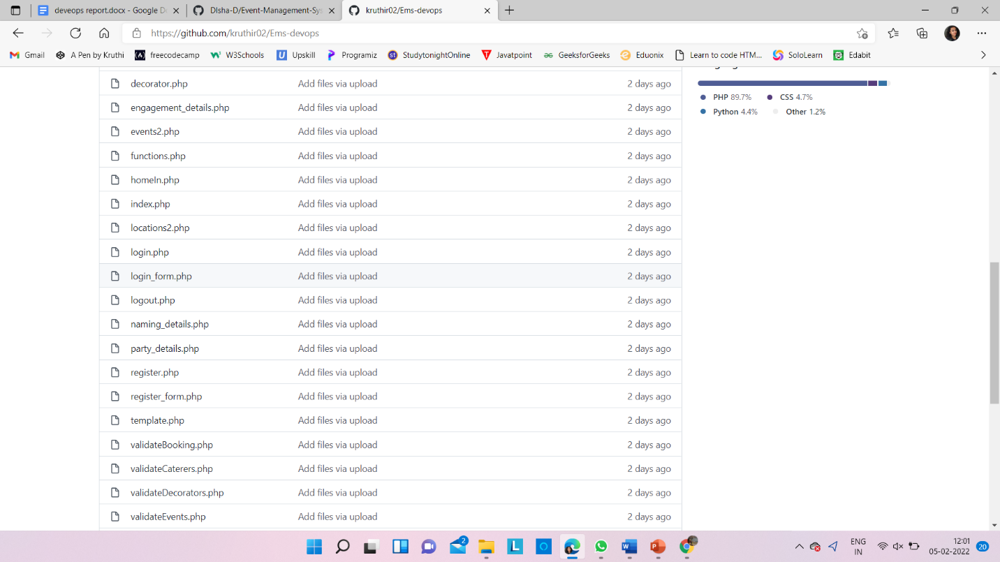 deveops report.docx - Google D
DIsha-D/Event-Management-Sys
kruthir02/Ems-devops
https://github.com/kruthir02/Ems-devops
Gmail
A Pen by Kruthi
freecodecamp
W3Schools
Upskill
Programiz
StudytonightOnline
Javatpoint
GeeksforGeeks
Eduonix
Learn to code HTM...
SoloLearn
Edabit
decorator.php Add files via upload 2 days ago
engagement_details.php Add files via upload 2 days ago
events2.php Add files via upload 2 days ago
functions.php Add files via upload 2 days ago
homeIn.php Add files via upload 2 days ago
index.php Add files via upload 2 days ago
locations2.php Add files via upload 2 days ago
login.php Add files via upload 2 days ago
login_form.php Add files via upload 2 days ago
logout.php Add files via upload 2 days ago
naming_details.php Add files via upload 2 days ago
party_details.php Add files via upload 2 days ago
register.php Add files via upload 2 days ago
register_form.php Add files via upload 2 days ago
template.php Add files via upload 2 days ago
validateBooking.php Add files via upload 2 days ago
validateCaterers.php Add files via upload 2 days ago
validateDecorators.php Add files via upload 2 days ago
validateEvents.php Add files via upload 2 days ago
PHP 89.7% CSS 4.7%
Python 4.4% Other 1.2%
2
ENG
IN
12:01
05-02-2022
20